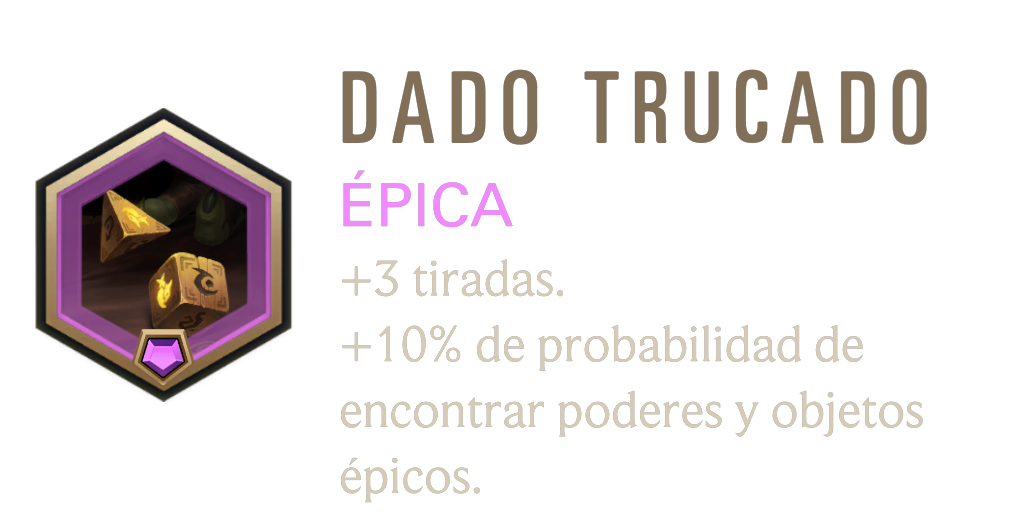 DADO TRUCADO
ÉPICA
+3 tiradas.
+10% de probabilidad de
encontrar poderes y objetos
épicos.